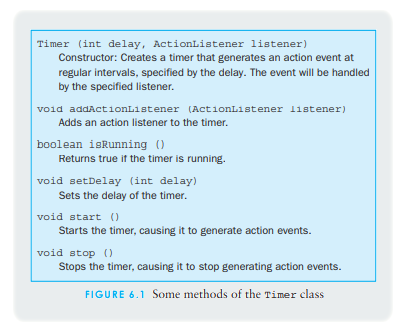 Timer (int delay, ActionListener listener)
Constructor: Creates a timer that generates an action event at
regular intervals, specified by the delay. The event will be handled
by the specified listener.
void addActionListener (ActionListener listener)
Adds an action listener to the timer.
boolean isRunning ()
Returns true if the timer is running.
void setDelay (int delay)
Sets the delay of the timer.
void start ()
Starts the timer, causing it to generate action events.
void stop ()
Stops the timer, causing it to stop generating action events.
FIGURE 6.1 Some methods of the Timer class